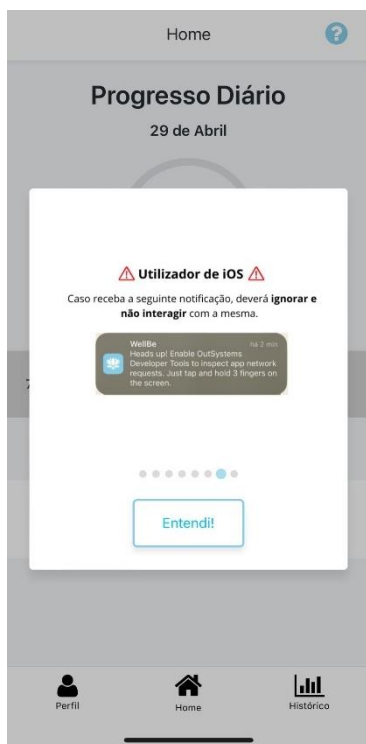 Home
?
Progresso Diário
29 de Abril
Utilizador de iOS
Caso receba a seguinte notificação, deverá ignorar e
não interagir com a mesma.
WellBe há 2 min
Heads up! Enable OutSystems
Developer Tools to inspect app network
requests. Just tap and hold 3 fingers on
the screen.
7
Entendi!
Perfil
Home
Histórico